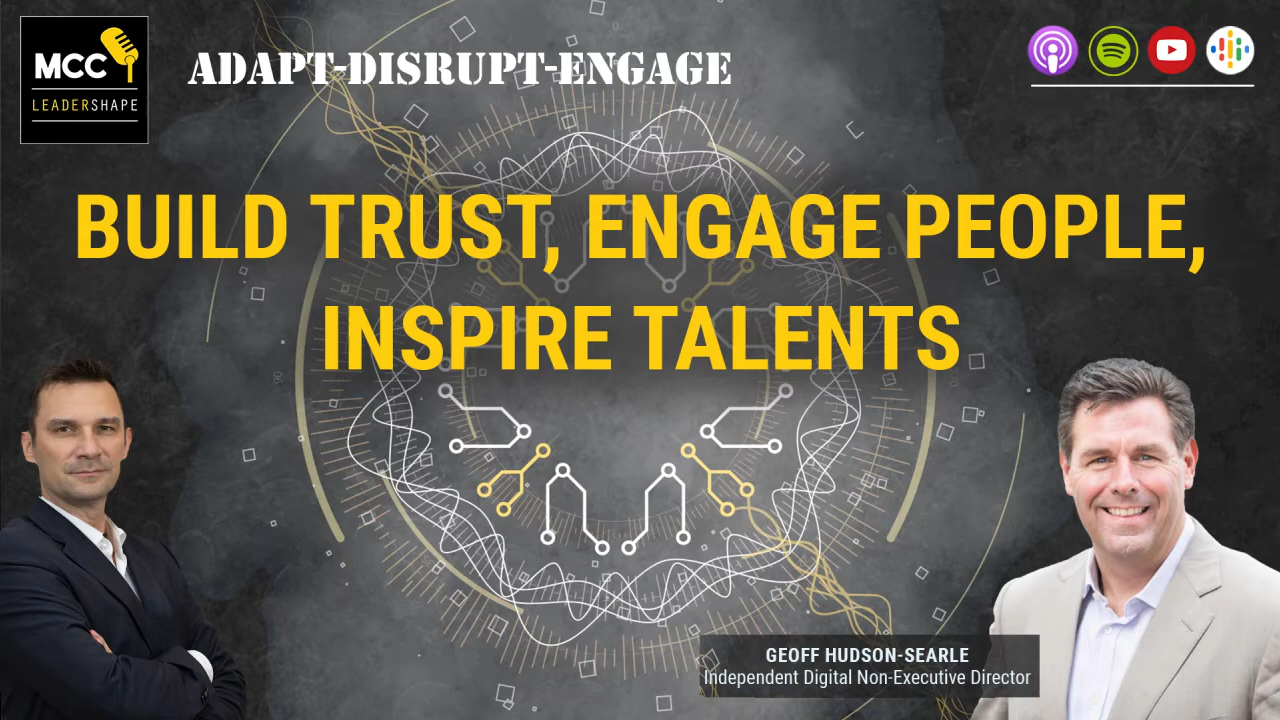 MCC
LEADERSHAPE
ADAPT-DISRUPT-ENGAGE
BUILD TRUST, ENGAGE PEOPLE,
INSPIRE TALENTS
GEOFF HUDSON-SEARLE
Independent Digital Non-Executive Director